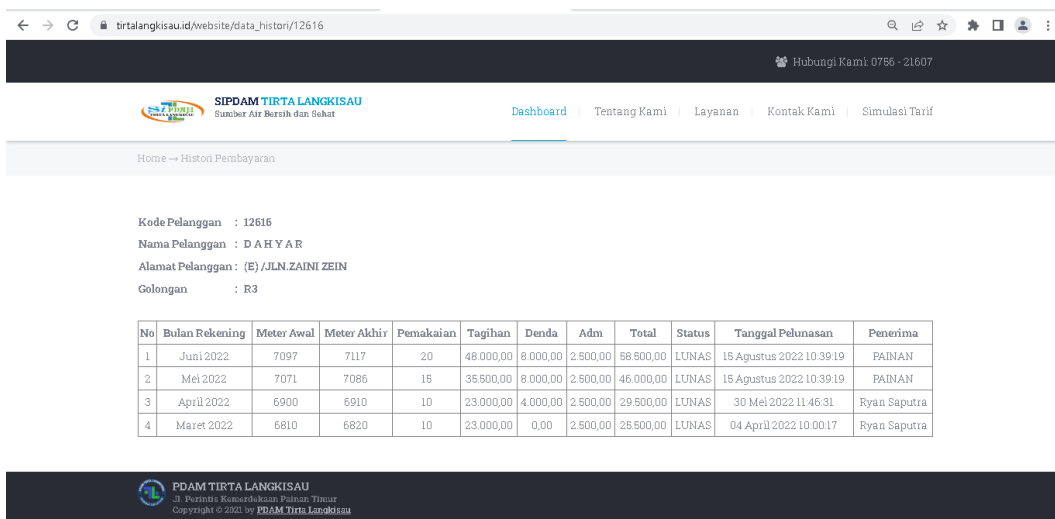 tirtalangkisau.id/website/data_histori/12616
Hubungi Kami: 0756 - 21607
SIPDAM TIRTA LANGKISAU
Sumber Air Bersih dan Sehat
Dashboard | Tentang Kami | Layanan | Kontak Kami | Simulasi Tarif
Home → Histori Pembayaran
Kode Pelanggan : 12616
Nama Pelanggan : D A H Y A R
Alamat Pelanggan : (E) /JLN.ZAINI ZEIN
Golongan : R3
No Bulan Rekening Meter Awal Meter Akhir Pemakaian Tagihan Denda Adm Total Status Tanggal Pelunasan Penerima
1 Juni 2022 7097 7117 20 48.000,00 8.000,00 2.500,00 58.500,00 LUNAS 15 Agustus 2022 10:39:19 PAINAN
2 Mei 2022 7071 7086 15 35.500,00 8.000,00 2.500,00 46.000,00 LUNAS 15 Agustus 2022 10:39:19 PAINAN
3 April 2022 6900 6910 10 23.000,00 4.000,00 2.500,00 29.500,00 LUNAS 30 Mei 2022 11:46:31 Ryan Saputra
4 Maret 2022 6810 6820 10 23.000,00 0,00 2.500,00 25.500,00 LUNAS 04 April 2022 10:00:17 Ryan Saputra
PDAM TIRTA LANGKISAU
Jl. Perintis Kemerdekaan Painan Timur
Copyright © 2021 by PDAM Tirta Langkisau